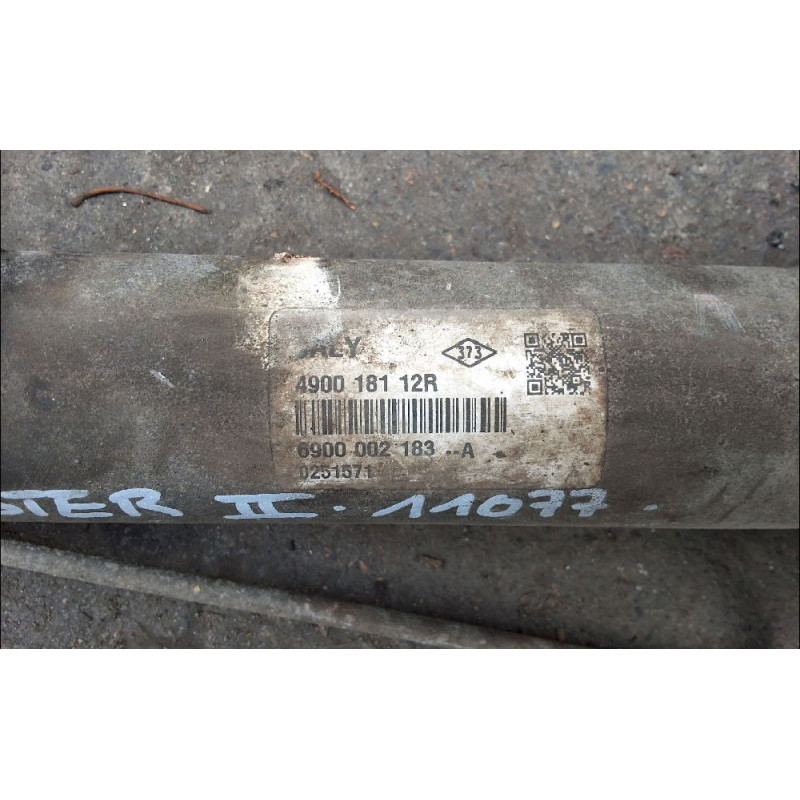 373
4900 181 12R
6900 002 183 --A
0251571
STER II. 11077.